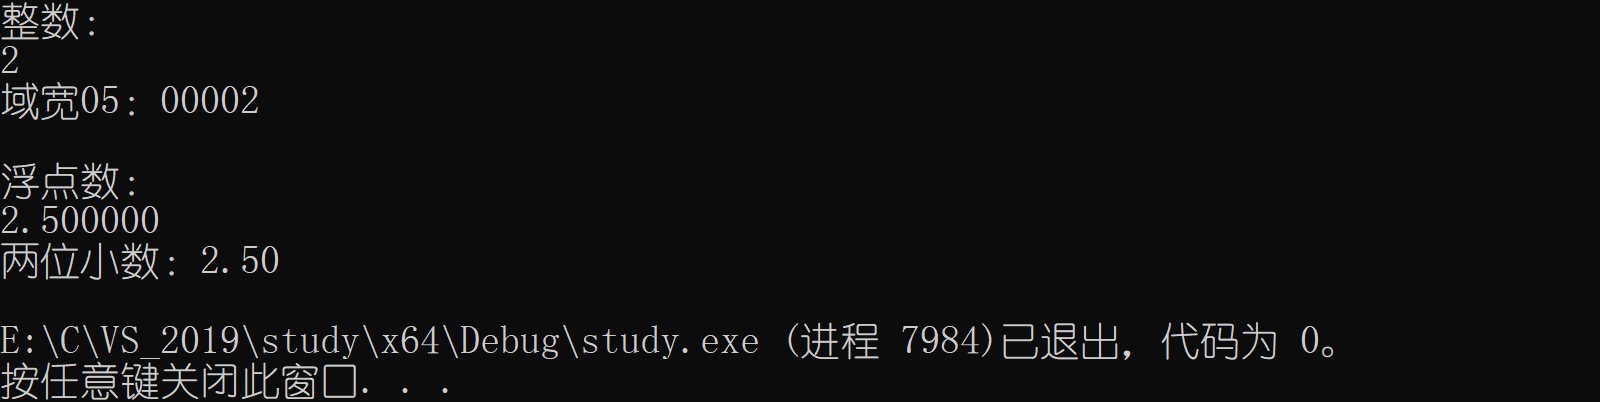 整数：
2
域宽05：00002
浮点数：
2.500000
两位小数：2.50
E:\C\VS_2019\study\x64\Debug\study.exe (进程 7984)已退出，代码为 0。
按任意键关闭此窗口. . .